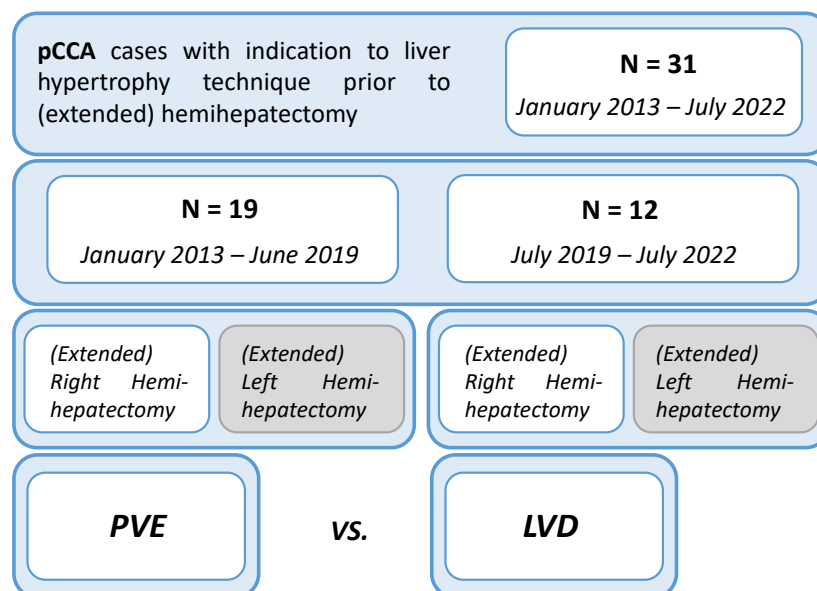 pCCA cases with indication to liver
hypertrophy technique prior to
(extended) hemihepatectomy
N = 31
January 2013 – July 2022
N = 19
January 2013 – June 2019
N = 12
July 2019 – July 2022
(Extended)
Right Hemi-
hepatectomy
(Extended)
Left Hemi-
hepatectomy
(Extended)
Right Hemi-
hepatectomy
(Extended)
Left Hemi-
hepatectomy
PVE
VS.
LVD